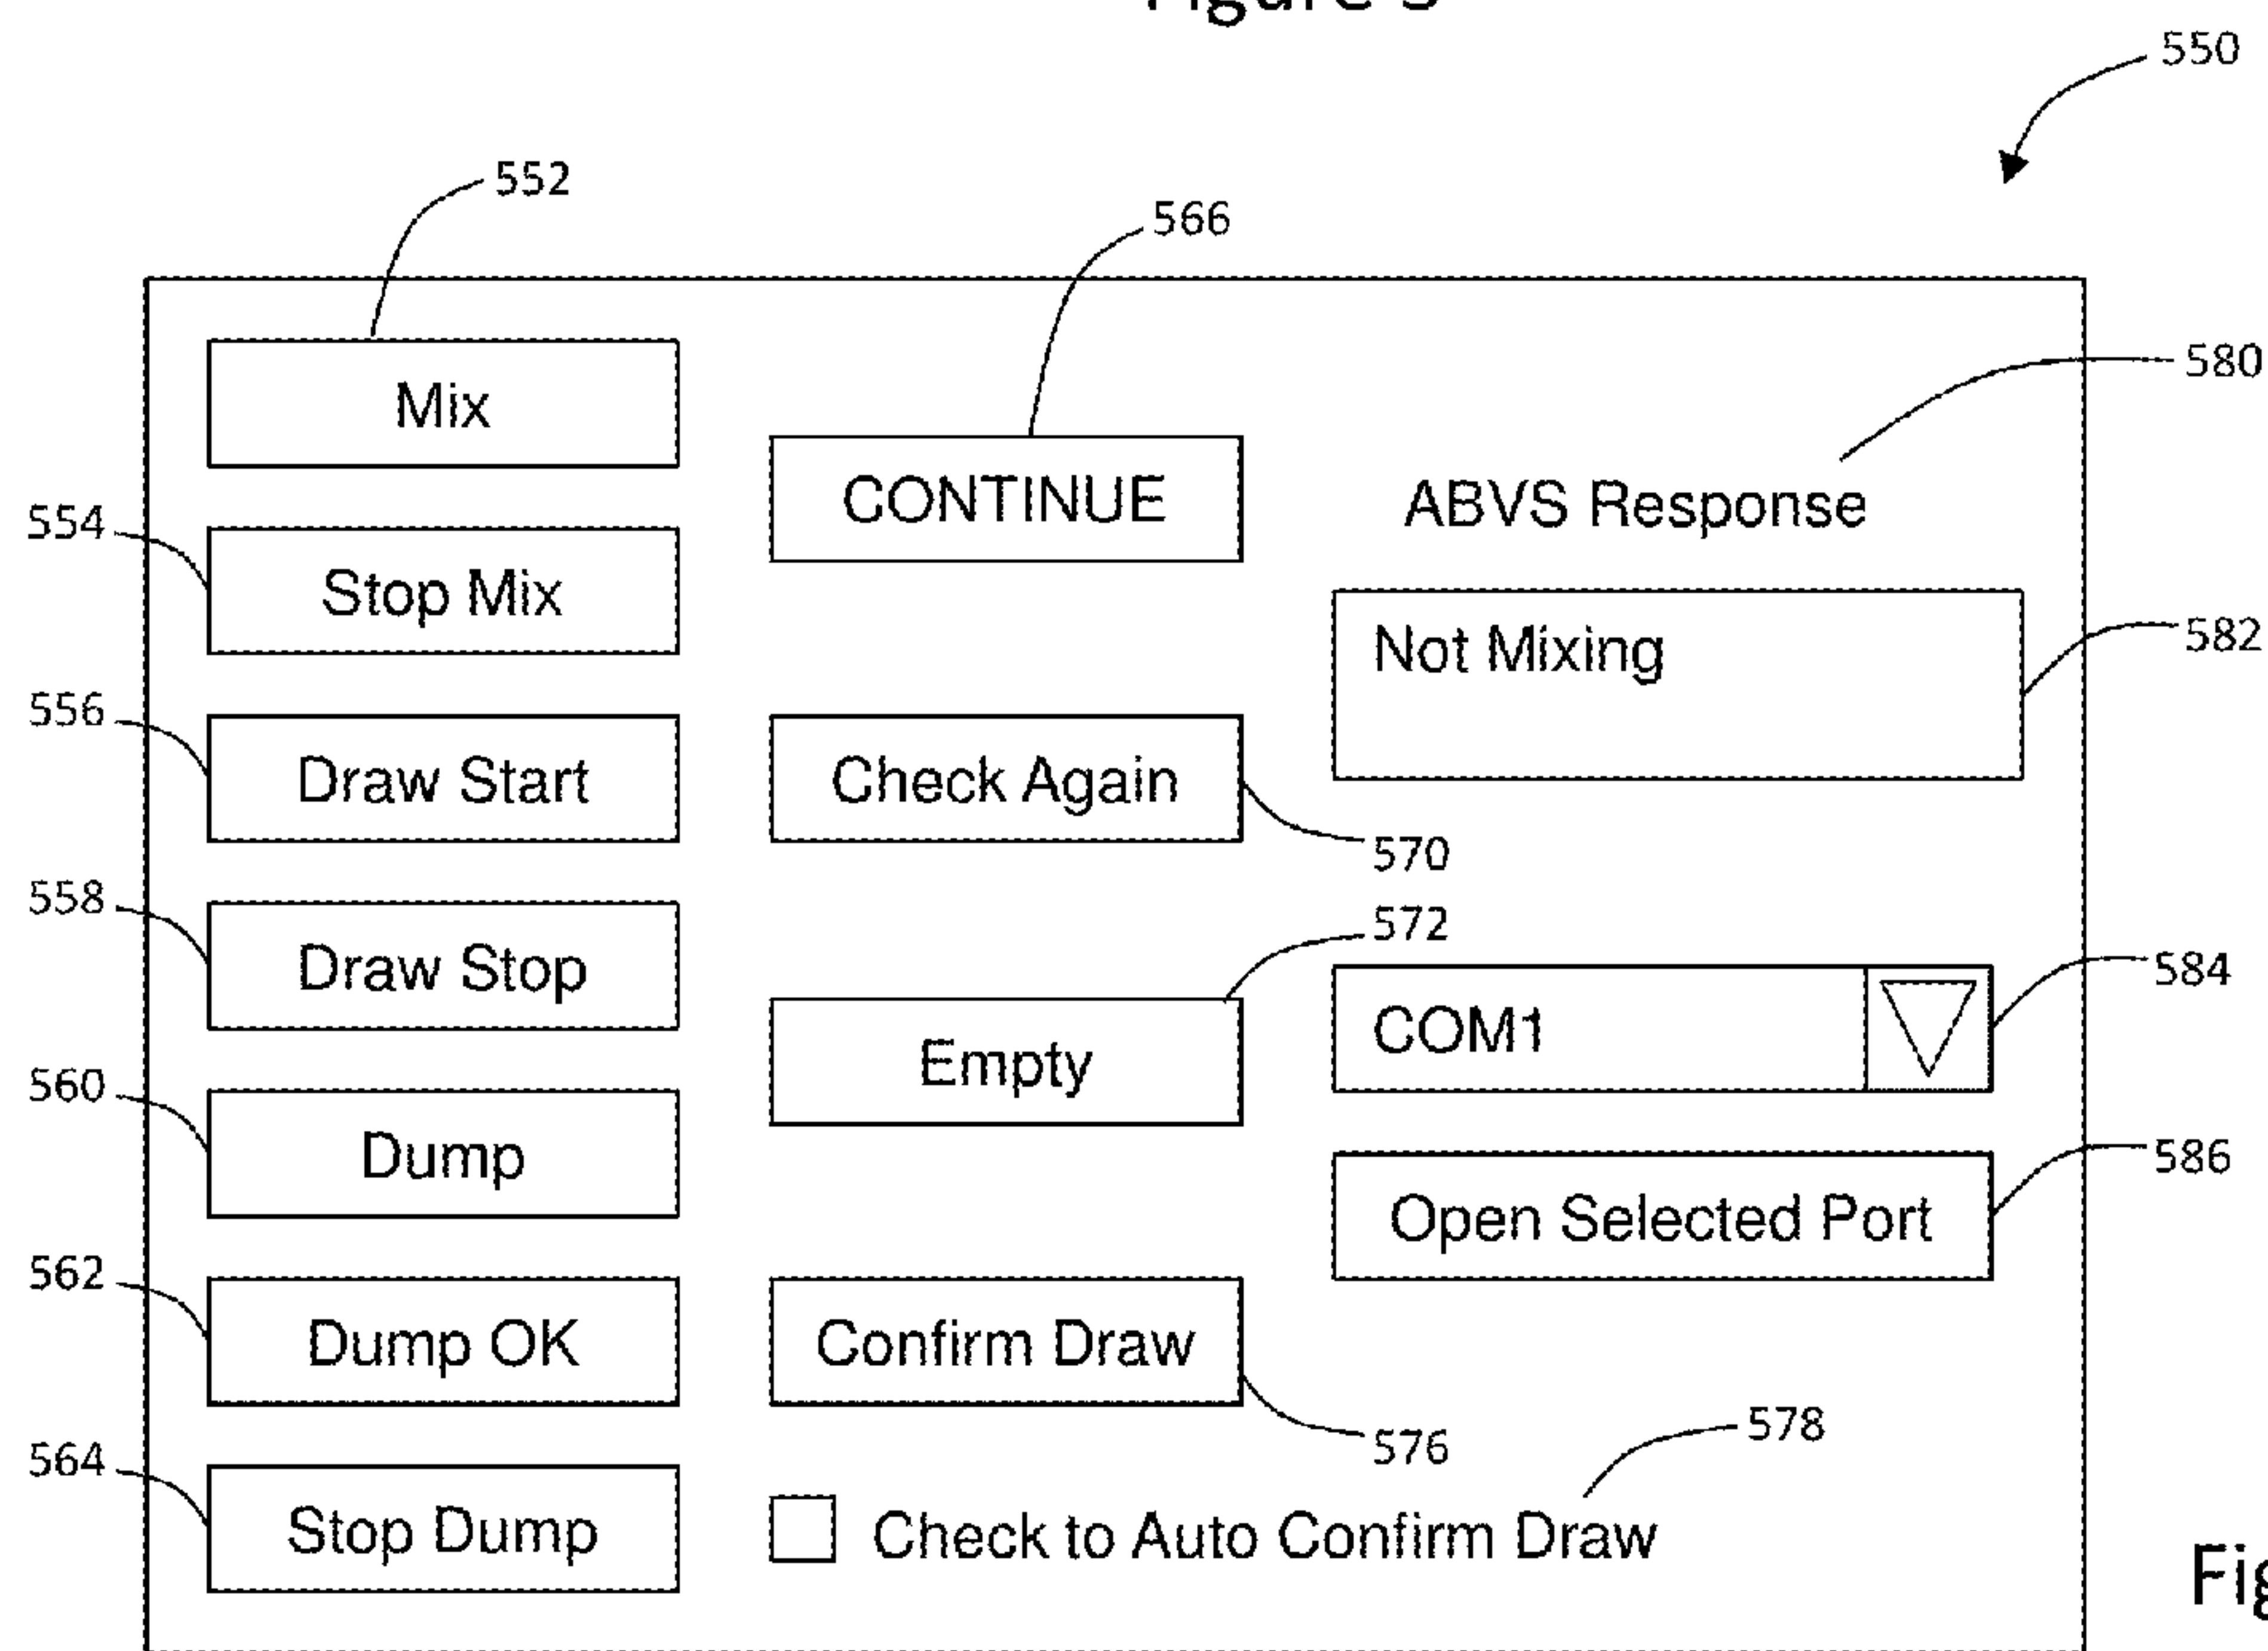 550
552
566
Mix
580
CONTINUE
ABVS Response
554
Stop Mix
Not Mixing
582
556
Draw Start
Check Again
570
558
Draw Stop
572
584
COM1
Empty
560
Dump
586
Open Selected Port
562
Dump OK
Confirm Draw
576
578
564
Stop Dump
Check to Auto Confirm Draw